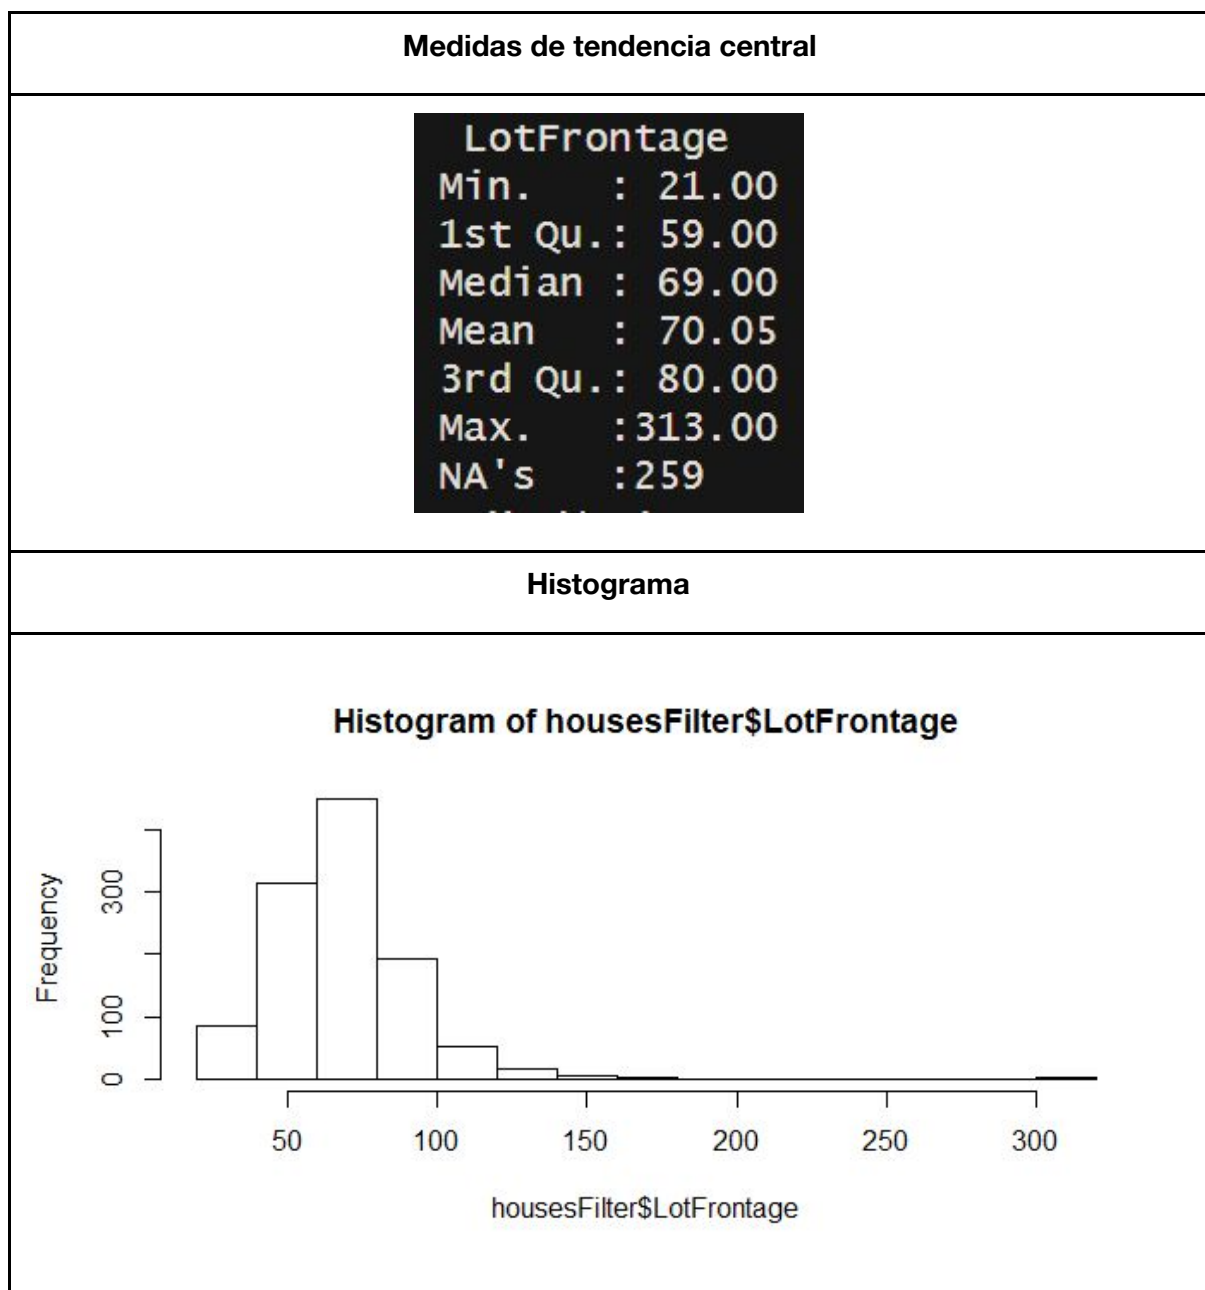 Medidas de tendencia central
LotFrontage
Min.   : 21.00
1st Qu.: 59.00
Median : 69.00
Mean   : 70.05
3rd Qu.: 80.00
Max.   :313.00
NA's   :259
Histograma
Histogram of housesFilter$LotFrontage
Frequency
300
100
0
50 100 150 200 250 300
housesFilter$LotFrontage